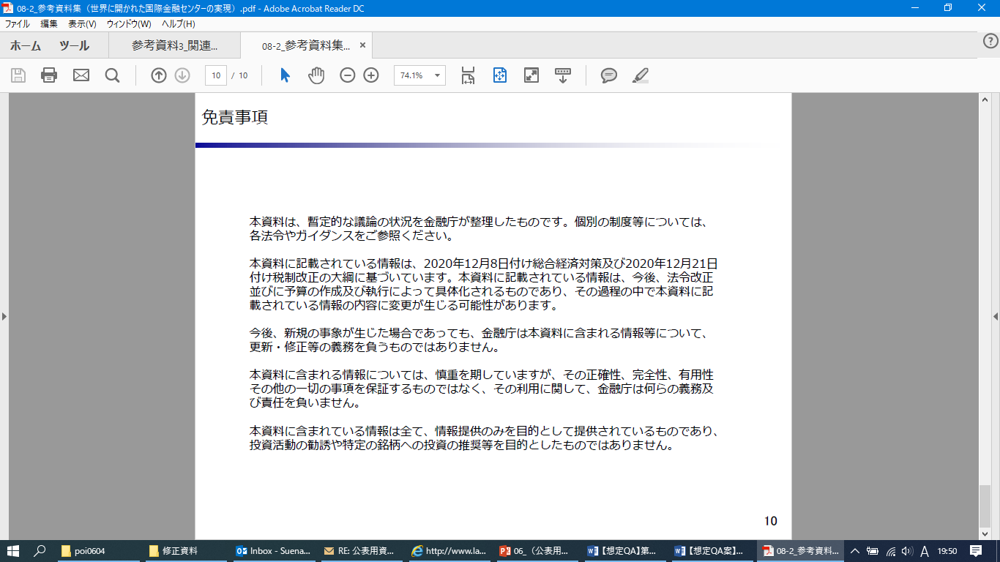 08-2_参考資料集（世界に開かれた国際金融センターの実現）.pdf - Adobe Acrobat Reader DC
ファイル 編集 表示(V) ウィンドウ(W) ヘルプ(H)
ホーム ツール 参考資料3_関連... 08-2_参考資料集... ×
10 / 10 74.1%
免責事項
本資料は、暫定的な議論の状況を金融庁が整理したものです。個別の制度等については、
各法令やガイダンスをご参照ください。
本資料に記載されている情報は、2020年12月8日付け総合経済対策及び2020年12月21日
付け税制改正の大綱に基づいています。本資料に記載されている情報は、今後、法令改正
並びに予算の作成及び執行によって具体化されるものであり、その過程の中で本資料に記
載されている情報の内容に変更が生じる可能性があります。
今後、新規の事象が生じた場合であっても、金融庁は本資料に含まれる情報等について、
更新・修正等の義務を負うものではありません。
本資料に含まれる情報については、慎重を期していますが、その正確性、完全性、有用性
その他の一切の事項を保証するものではなく、その利用に関して、金融庁は何らの義務及
び責任を負いません。
本資料に含まれている情報は全て、情報提供のみを目的として提供されているものであり、
投資活動の勧誘や特定の銘柄への投資の推奨等を目的としたものではありません。
10
poi0604 修正資料 Inbox - Suena... RE: 公表用資... http://www.la... 06_（公表用... 【想定QA】第... 【想定QA案】... 08-2_参考資料... A 19:50